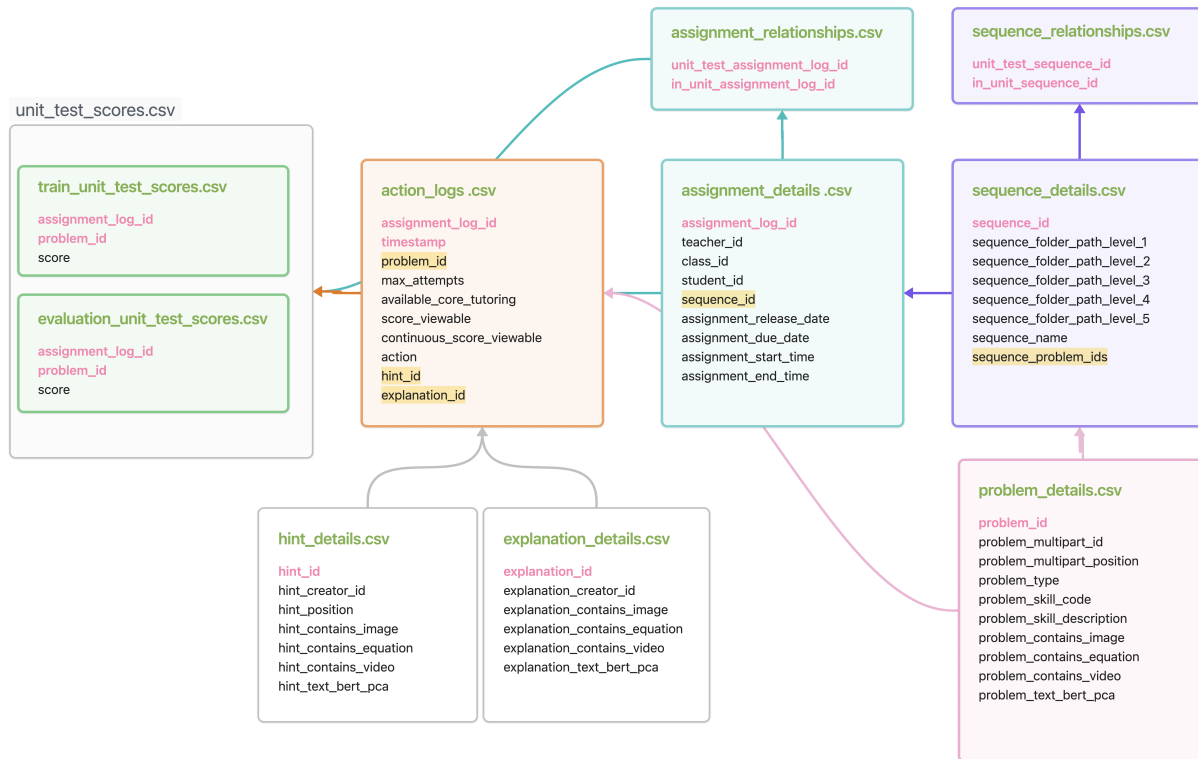 assignment_relationships.csv
unit_test_assignment_log_id
in_unit_assignment_log_id
sequence_relationships.csv
unit_test_sequence_id
in_unit_sequence_id
unit_test_scores.csv
train_unit_test_scores.csv
assignment_log_id
problem_id
score
evaluation_unit_test_scores.csv
assignment_log_id
problem_id
score
action_logs .csv
assignment_log_id
timestamp
problem_id
max_attempts
available_core_tutoring
score_viewable
continuous_score_viewable
action
hint_id
explanation_id
assignment_details .csv
assignment_log_id
teacher_id
class_id
student_id
sequence_id
assignment_release_date
assignment_due_date
assignment_start_time
assignment_end_time
sequence_details.csv
sequence_id
sequence_folder_path_level_1
sequence_folder_path_level_2
sequence_folder_path_level_3
sequence_folder_path_level_4
sequence_folder_path_level_5
sequence_name
sequence_problem_ids
hint_details.csv
hint_id
hint_creator_id
hint_position
hint_contains_image
hint_contains_equation
hint_contains_video
hint_text_bert_pca
explanation_details.csv
explanation_id
explanation_creator_id
explanation_contains_image
explanation_contains_equation
explanation_contains_video
explanation_text_bert_pca
problem_details.csv
problem_id
problem_multipart_id
problem_multipart_position
problem_type
problem_skill_code
problem_skill_description
problem_contains_image
problem_contains_equation
problem_contains_video
problem_text_bert_pca